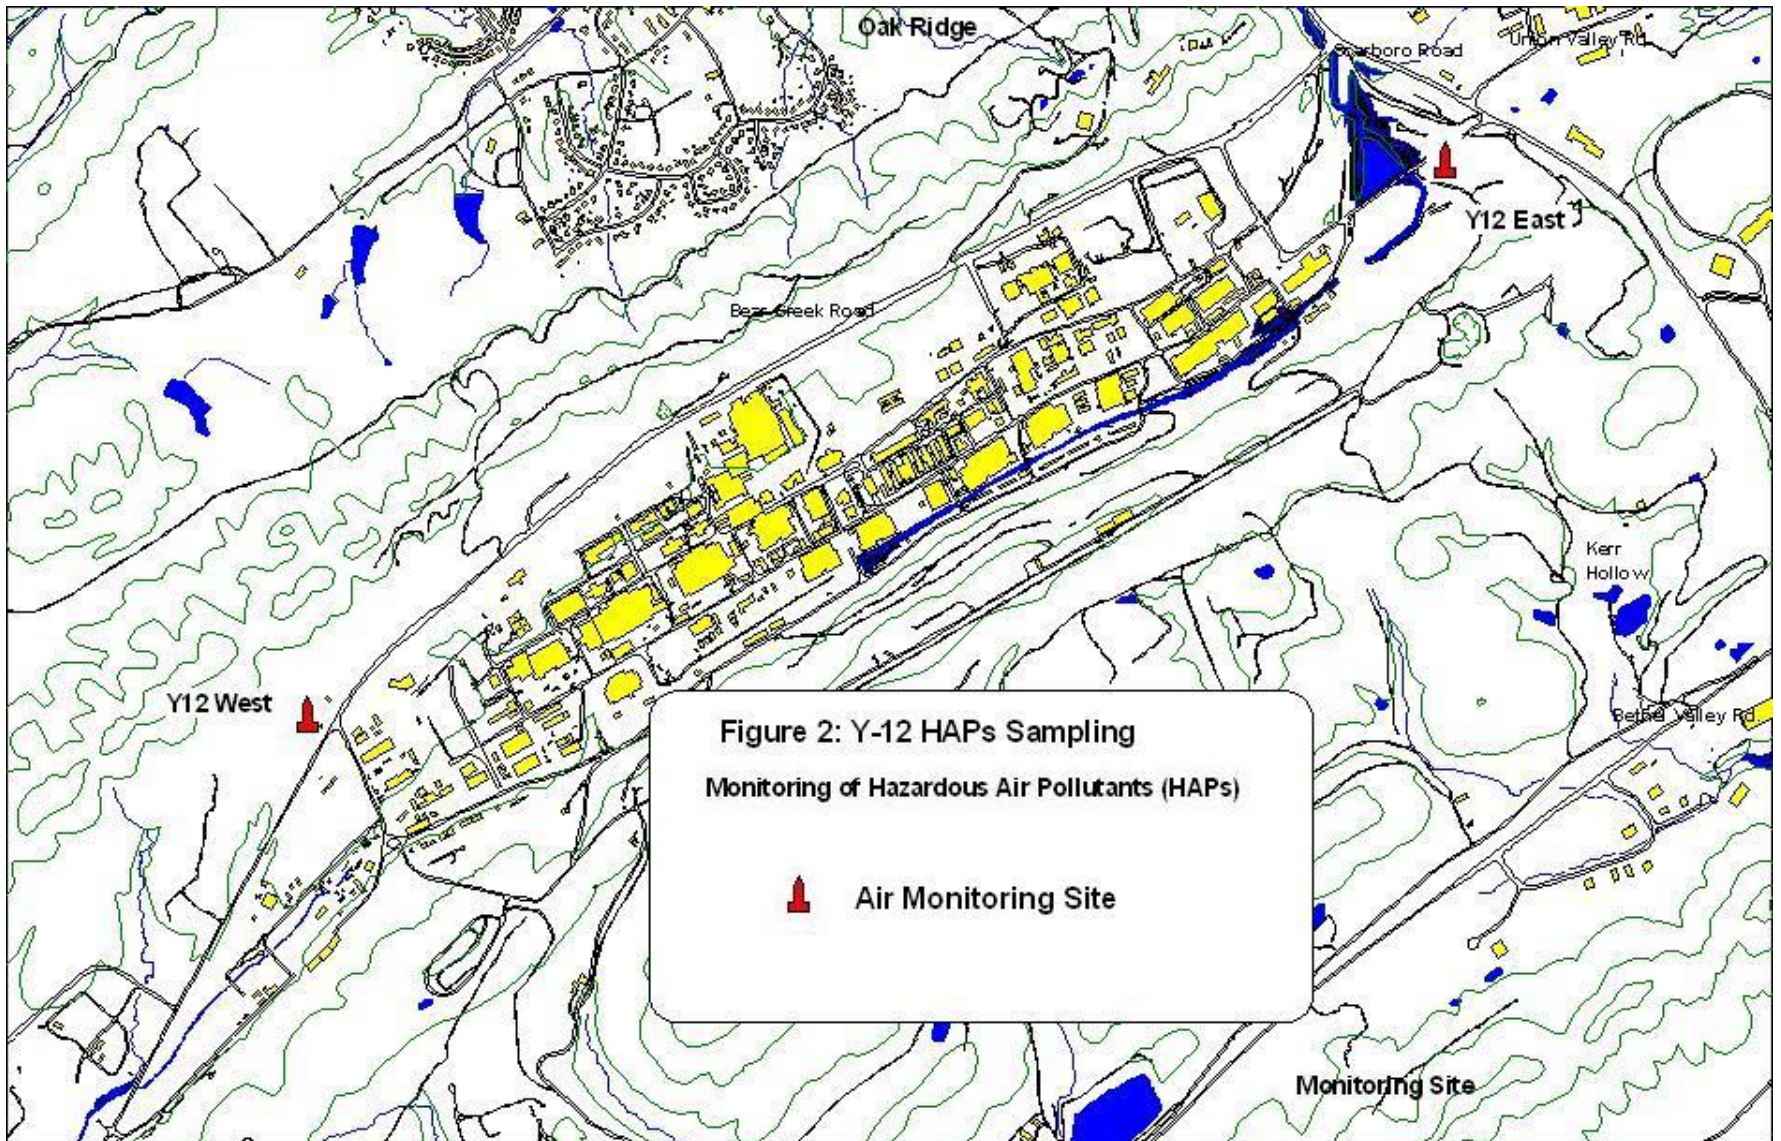 Oak Ridge
Scarboro Road
Union Valley Rd
Y12 East
Bear Creek Road
Kerr
Hollow
Y12 West
Bethel Valley Rd
Figure 2: Y-12 HAPs Sampling
Monitoring of Hazardous Air Pollutants (HAPs)
Air Monitoring Site
Monitoring Site